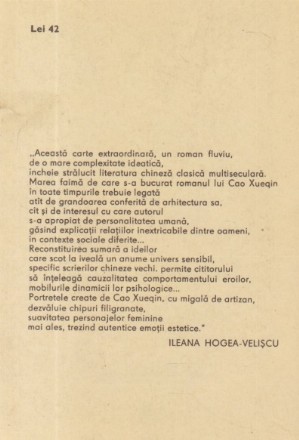 Lei 42
„Această carte extraordinară, un roman fluviu,
de o mare complexitate ideatică,
încheie strălucit literatura chineză clasică multiseculară.
Marea faimă de care s-a bucurat romanul lui Cao Xueqin
în toate timpurile trebuie legată
atît de grandoarea conferită de arhitectura sa,
cît și de interesul cu care autorul
s-a apropiat de personalitatea umană,
găsind explicații relațiilor inextricabile dintre oameni,
în contexte sociale diferite...
Reconstituirea sumară a ideilor
care scot la iveală un anume univers sensibil,
specific scrierilor chineze vechi. permite cititorului
să înțeleagă cauzalitatea comportamentului eroilor,
mobilurile dinamicii lor psihologice...
Portretele create de Cao Xueqin, cu migală de artizan,
dezvăluie chipuri filigranate,
suavitatea personajelor feminine
mai ales, trezind autentice emoții estetice."
ILEANA HOGEA-VELIȘCU